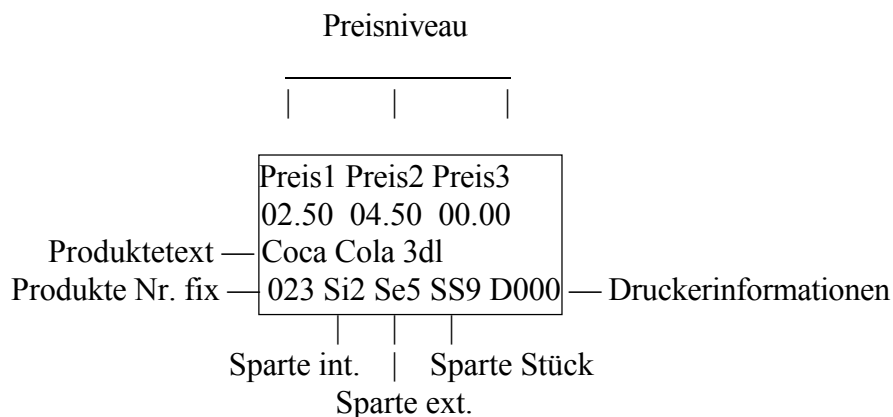 Preisniveau
Preis1 Preis2 Preis3
02.50 04.50 00.00
Produktetext — Coca Cola 3dl
Produkte Nr. fix — 023 Si2 Se5 SS9 D000 — Druckerinformationen
Sparte int. | Sparte Stück
Sparte ext.